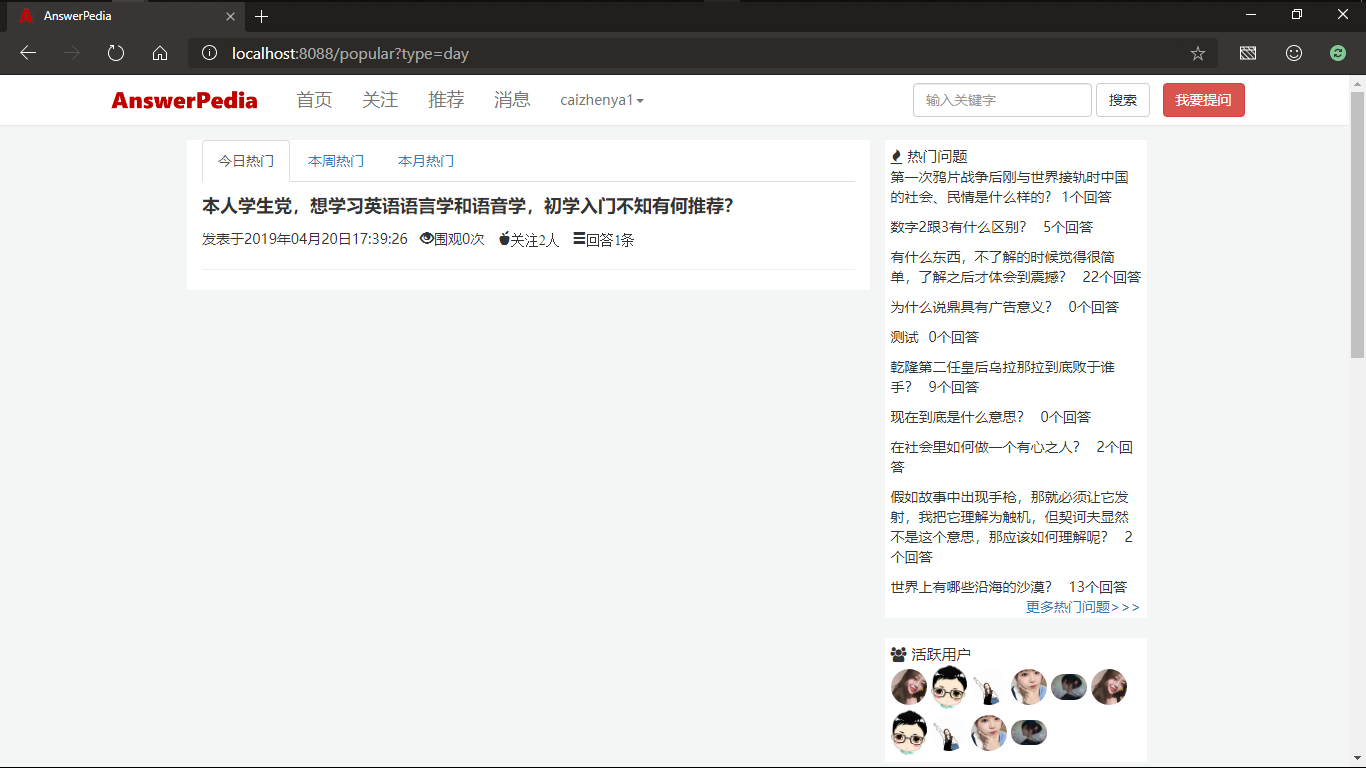 AnswerPedia
localhost:8088/popular?type=day
AnswerPedia 首页 关注 推荐 消息 caizhenya1 输入关键字 搜索 我要提问
今日热门 本周热门 本月热门
本人学生党，想学习英语语言学和语音学，初学入门不知有何推荐？
发表于2019年04月20日17:39:26 围观0次 关注2人 回答1条
热门问题
第一次鸦片战争后刚与世界接轨时中国
的社会、民情是什么样的？ 1个回答
数字2跟3有什么区别？ 5个回答
有什么东西，不了解的时候觉得很简
单，了解之后才体会到震撼？ 22个回答
为什么说鼎具有广告意义？ 0个回答
测试 0个回答
乾隆第二任皇后乌拉那拉到底败于谁
手？ 9个回答
现在到底是什么意思？ 0个回答
在社会里如何做一个有心之人？ 2个回
答
假如故事中出现手枪，那就必须让它发
射，我把它理解为触机，但契诃夫显然
不是这个意思，那应该如何理解呢？ 2
个回答
世界上有哪些沿海的沙漠？ 13个回答
更多热门问题>>>
活跃用户